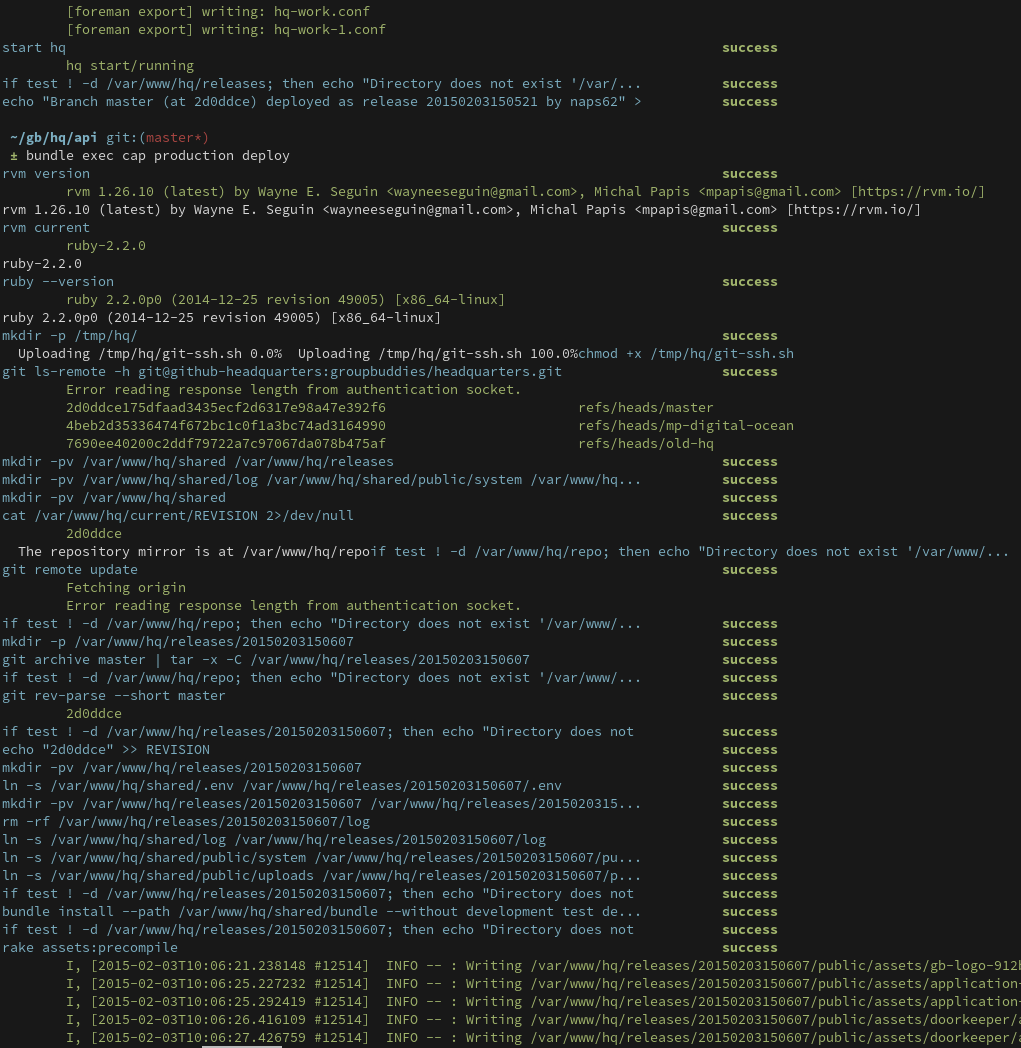 [foreman export] writing: hq-work.conf
[foreman export] writing: hq-work-1.conf
start hq success
hq start/running
if test ! -d /var/www/hq/releases; then echo "Directory does not exist '/var/... success
echo "Branch master (at 2d0ddce) deployed as release 20150203150521 by naps62" > success
~/gb/hq/api git:(master*)
± bundle exec cap production deploy
rvm version success
rvm 1.26.10 (latest) by Wayne E. Seguin <wayneeseguin@gmail.com>, Michal Papis <mpapis@gmail.com> [https://rvm.io/]
rvm 1.26.10 (latest) by Wayne E. Seguin <wayneeseguin@gmail.com>, Michal Papis <mpapis@gmail.com> [https://rvm.io/]
rvm current success
ruby-2.2.0
ruby-2.2.0
ruby --version success
ruby 2.2.0p0 (2014-12-25 revision 49005) [x86_64-linux]
ruby 2.2.0p0 (2014-12-25 revision 49005) [x86_64-linux]
mkdir -p /tmp/hq/ success
Uploading /tmp/hq/git-ssh.sh 0.0% Uploading /tmp/hq/git-ssh.sh 100.0%chmod +x /tmp/hq/git-ssh.sh
git ls-remote -h git@github-headquarters:groupbuddies/headquarters.git success
Error reading response length from authentication socket.
2d0ddce175dfaad3435ecf2d6317e98a47e392f6 refs/heads/master
4beb2d35336474f672bc1c0f1a3bc74ad3164990 refs/heads/mp-digital-ocean
7690ee40200c2ddf79722a7c97067da078b475af refs/heads/old-hq
mkdir -pv /var/www/hq/shared /var/www/hq/releases success
mkdir -pv /var/www/hq/shared/log /var/www/hq/shared/public/system /var/www/hq... success
mkdir -pv /var/www/hq/shared success
cat /var/www/hq/current/REVISION 2>/dev/null success
2d0ddce
The repository mirror is at /var/www/hq/repoif test ! -d /var/www/hq/repo; then echo "Directory does not exist '/var/www/...
git remote update success
Fetching origin
Error reading response length from authentication socket.
if test ! -d /var/www/hq/repo; then echo "Directory does not exist '/var/www/... success
mkdir -p /var/www/hq/releases/20150203150607 success
git archive master | tar -x -C /var/www/hq/releases/20150203150607 success
if test ! -d /var/www/hq/repo; then echo "Directory does not exist '/var/www/... success
git rev-parse --short master success
2d0ddce
if test ! -d /var/www/hq/releases/20150203150607; then echo "Directory does not success
echo "2d0ddce" >> REVISION success
mkdir -pv /var/www/hq/releases/20150203150607 success
ln -s /var/www/hq/shared/.env /var/www/hq/releases/20150203150607/.env success
mkdir -pv /var/www/hq/releases/20150203150607 /var/www/hq/releases/2015020315... success
rm -rf /var/www/hq/releases/20150203150607/log success
ln -s /var/www/hq/shared/log /var/www/hq/releases/20150203150607/log success
ln -s /var/www/hq/shared/public/system /var/www/hq/releases/20150203150607/pu... success
ln -s /var/www/hq/shared/public/uploads /var/www/hq/releases/20150203150607/p... success
if test ! -d /var/www/hq/releases/20150203150607; then echo "Directory does not success
bundle install --path /var/www/hq/shared/bundle --without development test de... success
if test ! -d /var/www/hq/releases/20150203150607; then echo "Directory does not success
rake assets:precompile success
I, [2015-02-03T10:06:21.238148 #12514] INFO -- : Writing /var/www/hq/releases/20150203150607/public/assets/gb-logo-912b
I, [2015-02-03T10:06:25.227232 #12514] INFO -- : Writing /var/www/hq/releases/20150203150607/public/assets/application-
I, [2015-02-03T10:06:25.292419 #12514] INFO -- : Writing /var/www/hq/releases/20150203150607/public/assets/application-
I, [2015-02-03T10:06:26.416109 #12514] INFO -- : Writing /var/www/hq/releases/20150203150607/public/assets/doorkeeper/a
I, [2015-02-03T10:06:27.426759 #12514] INFO -- : Writing /var/www/hq/releases/20150203150607/public/assets/doorkeeper/a